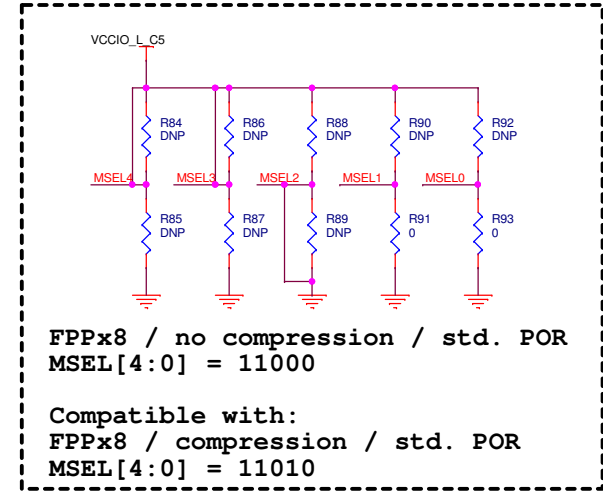 VCCIO_L_C5
R84
DNP
R86
DNP
R88
DNP
R90
DNP
R92
DNP
MSEL4
MSEL3
MSEL2
MSEL1
MSEL0
R85
DNP
R87
DNP
R89
DNP
R91
0
R93
0
FPPx8 / no compression / std. POR
MSEL[4:0] = 11000
Compatible with:
FPPx8 / compression / std. POR
MSEL[4:0] = 11010